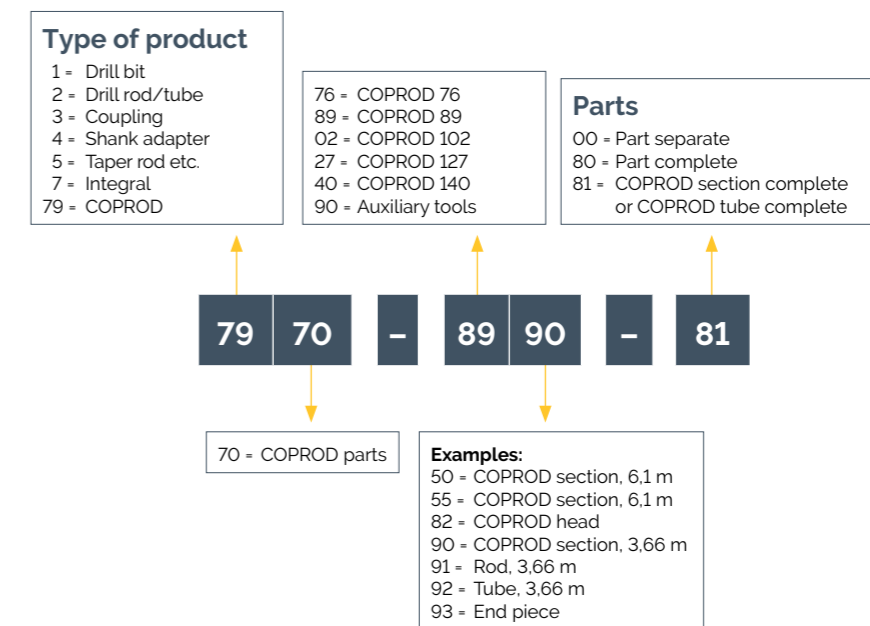 Type of product
1 = Drill bit
2 = Drill rod/tube
3 = Coupling
4 = Shank adapter
5 = Taper rod etc.
7 = Integral
79 = COPROD
76 = COPROD 76
89 = COPROD 89
02 = COPROD 102
27 = COPROD 127
40 = COPROD 140
90 = Auxiliary tools
Parts
00 = Part separate
80 = Part complete
81 = COPROD section complete
or COPROD tube complete
79 70 – 89 90 – 81
70 = COPROD parts
Examples:
50 = COPROD section, 6,1 m
55 = COPROD section, 6,1 m
82 = COPROD head
90 = COPROD section, 3,66 m
91 = Rod, 3,66 m
92 = Tube, 3,66 m
93 = End piece